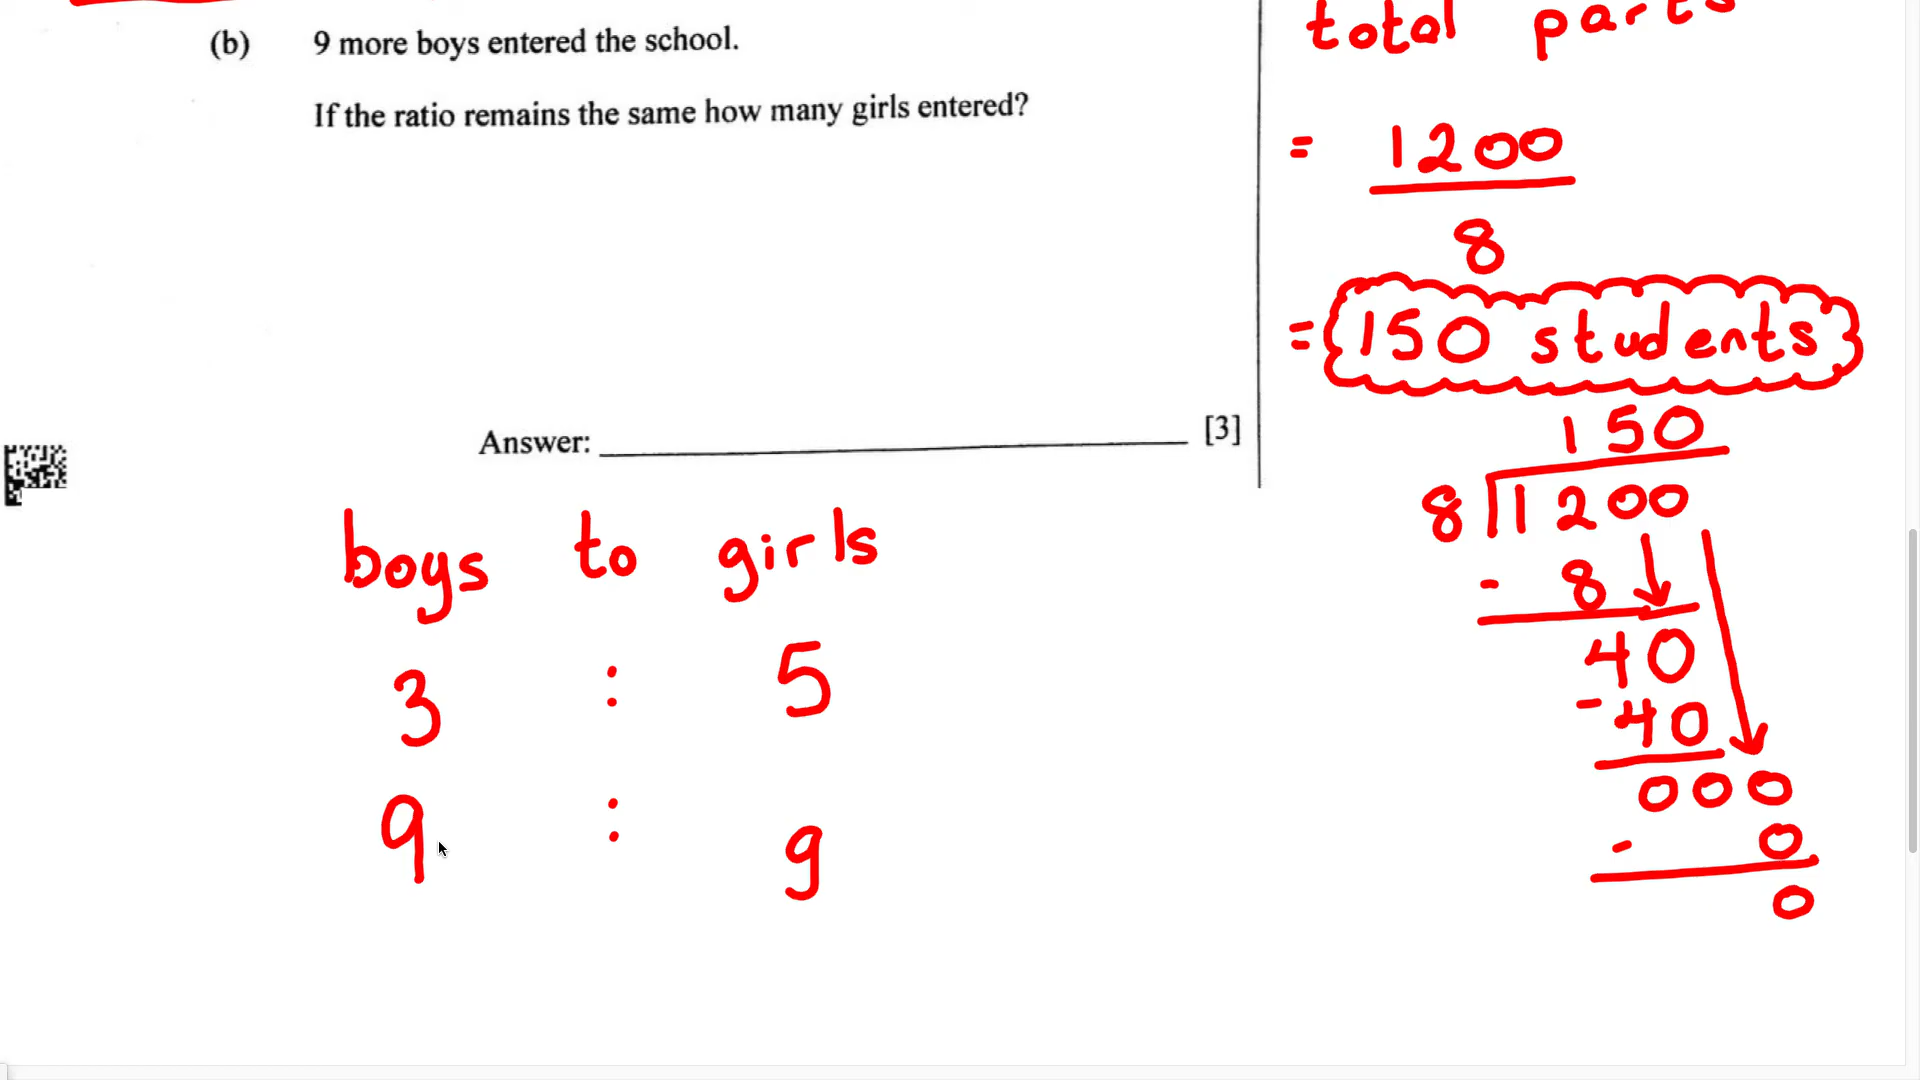 (b) 9 more boys entered the school.
If the ratio remains the same how many girls entered?
Answer: [3]
boys to girls
3 : 5
9 : g
total parts
= 1200
8
= 150 students
150
8 1200
- 8
40
- 40
000
- 0
0